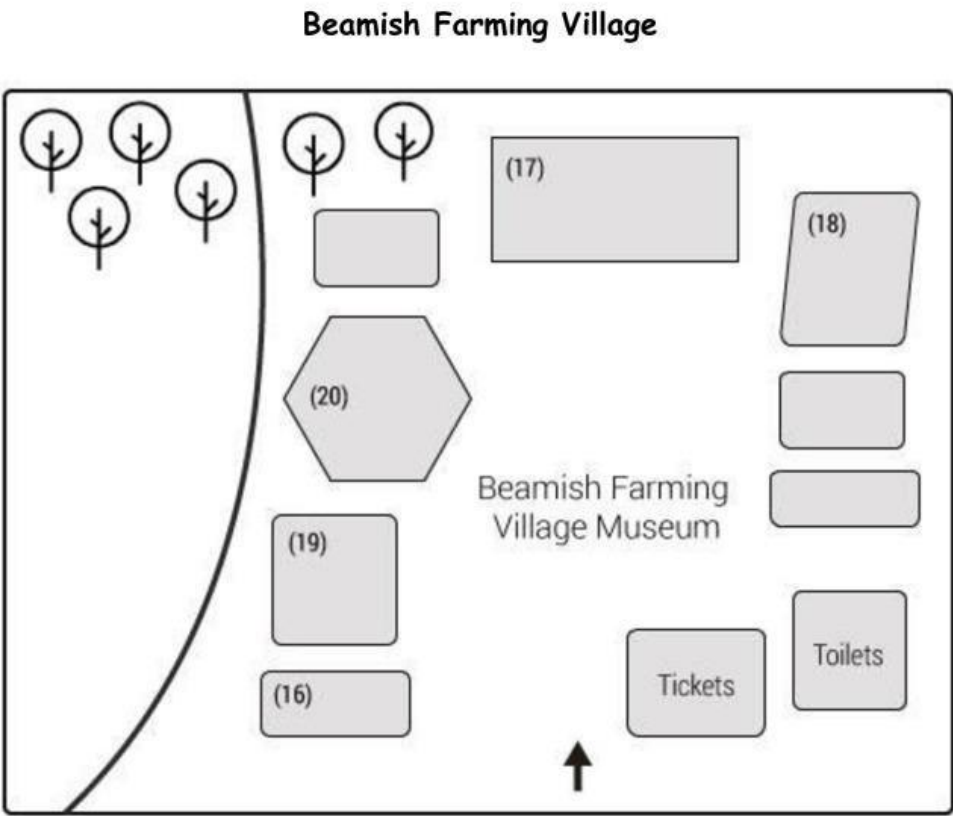 Beamish Farming Village
(17)
(18)
(20)
Beamish Farming
Village Museum
(19)
Toilets
Tickets
(16)